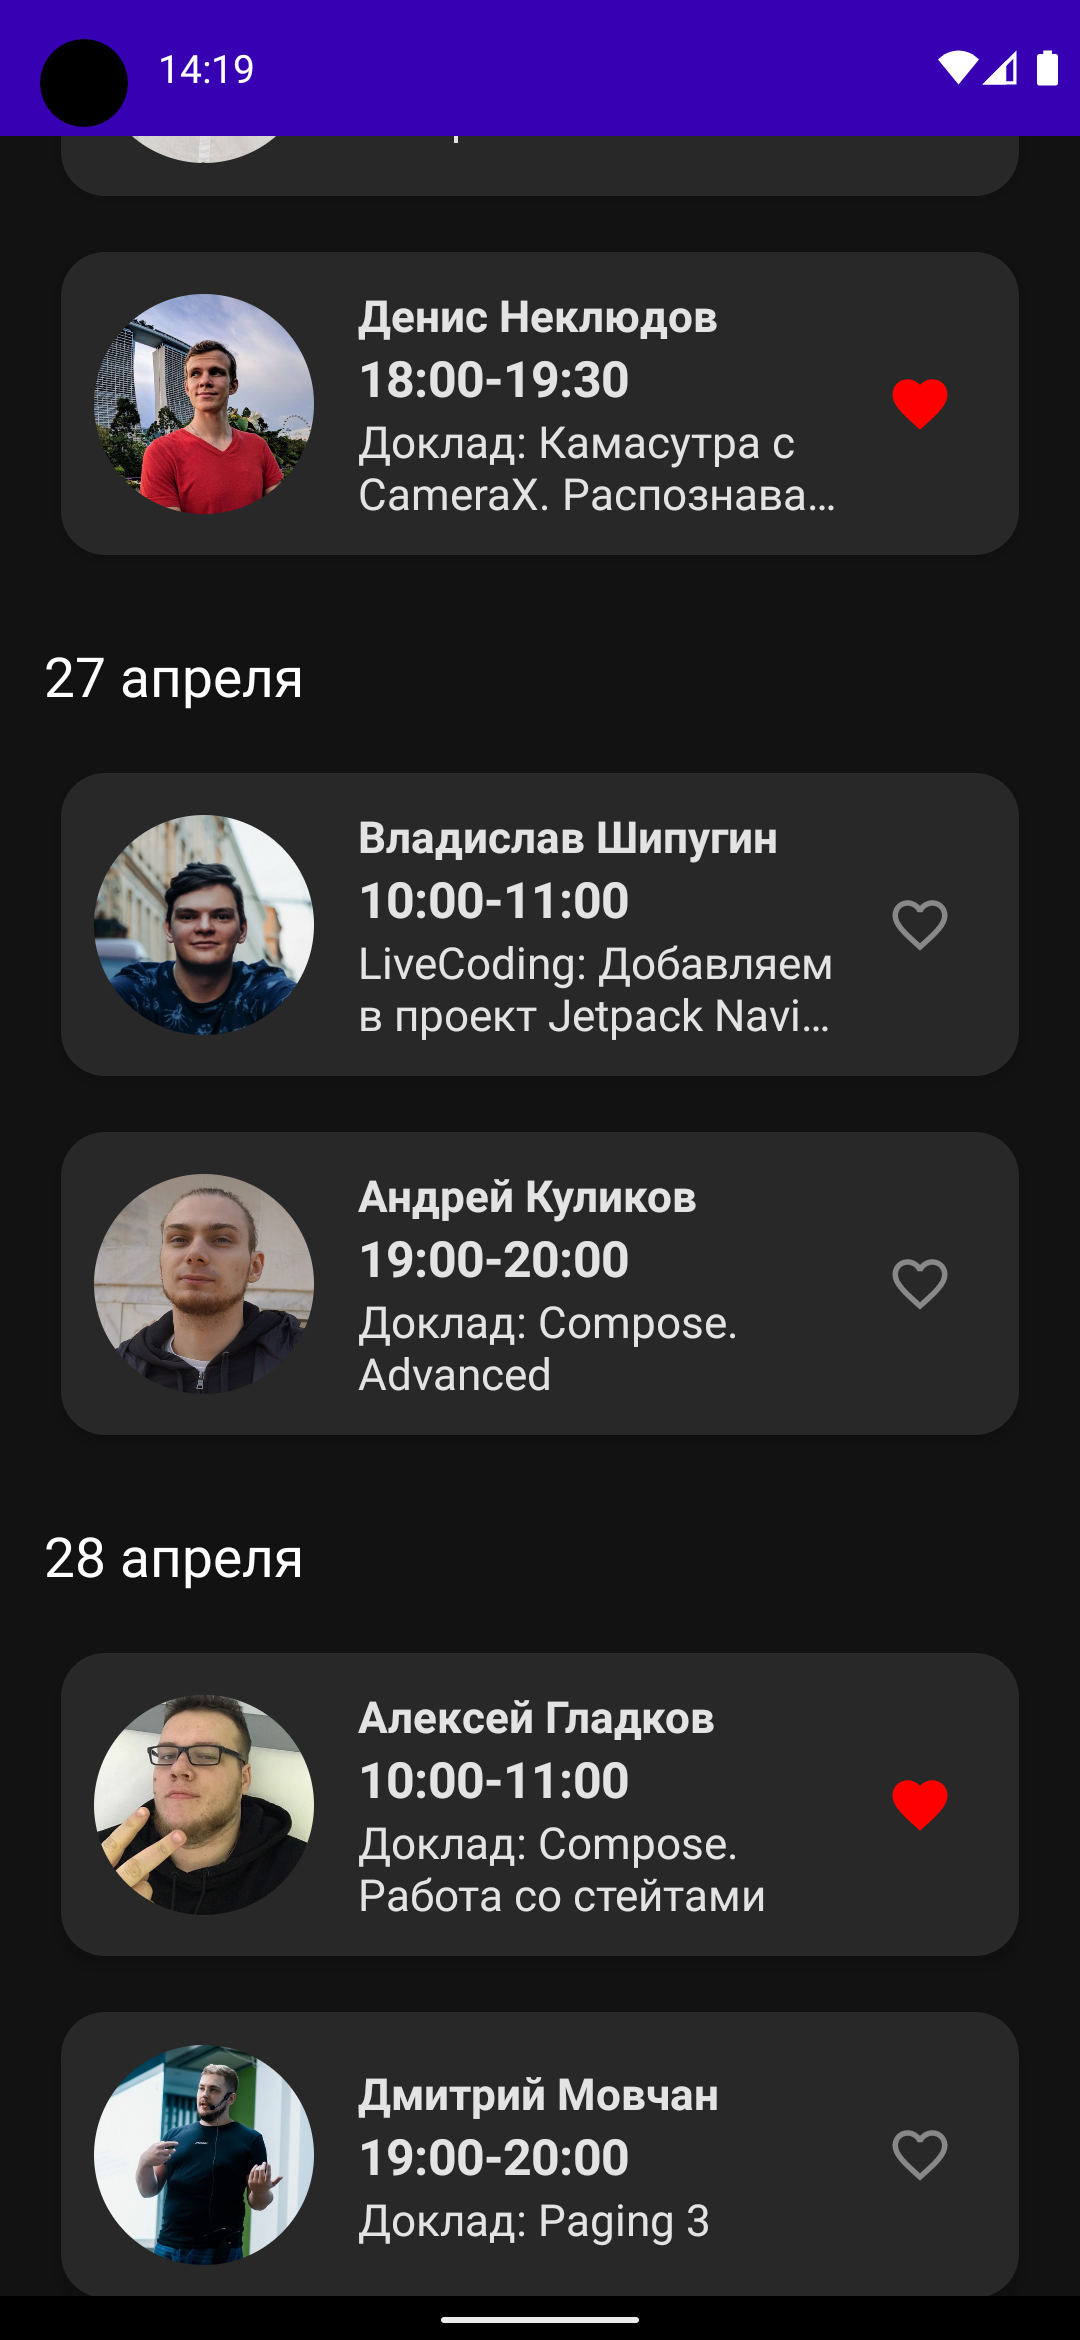 14:19
Денис Неклюдов
18:00-19:30
Доклад: Камасутра с
CameraX. Распознава...
27 апреля
Владислав Шипугин
10:00-11:00
LiveCoding: Добавляем
в проект Jetpack Navi...
Андрей Куликов
19:00-20:00
Доклад: Compose.
Advanced
28 апреля
Алексей Гладков
10:00-11:00
Доклад: Compose.
Работа со стейтами
Дмитрий Мовчан
19:00-20:00
Доклад: Paging 3